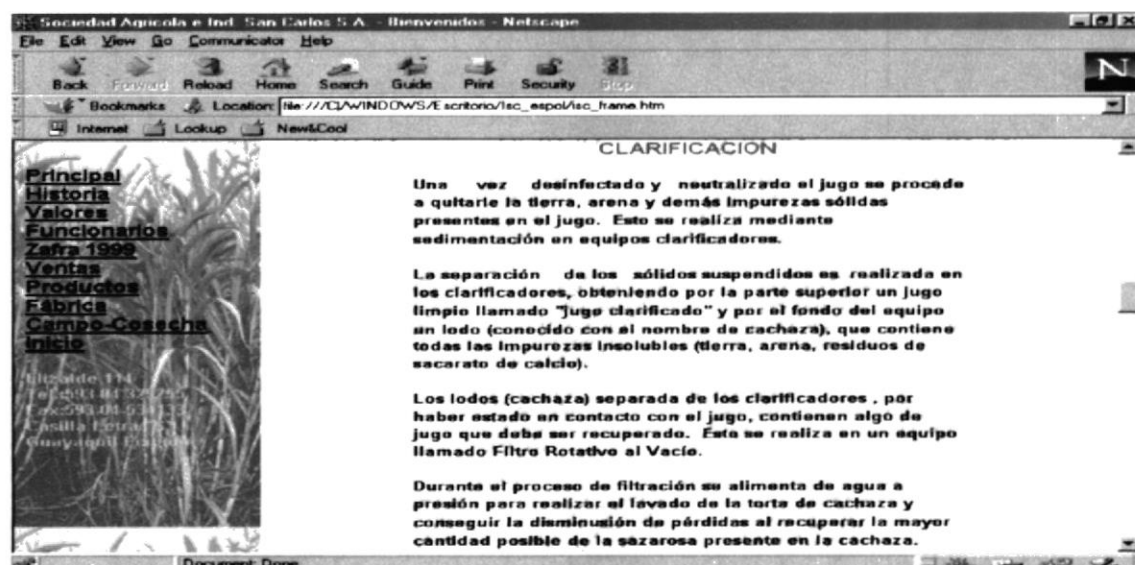 Sociedad Agricola e Ind. San Carlos S.A. - Bienvenidos - Netscape
File Edit View Go Communicator Help
Back Forward Reload Home Search Guide Print Security Stop
N
Bookmarks Location: file:///C|/WINDOWS/Escritorio/Isc_espol/isc_frame.htm
Internet Lookup New&Cool
Principal
Historia
Valores
Funcionarios
Zafra 1999
Ventas
Productos
Fábrica
Campo-Cosecha
Inicio
Elizalde 114
Casilla
Guayaquil
CLARIFICACION
Una vez desinfectado y neutralizado el jugo se procede
a quitarle la tierra, arena y demás impurezas sólidas
presentes en el jugo. Esto se realiza mediante
sedimentación en equipos clarificadores.
La separación de los sólidos suspendidos es realizada en
los clarificadores, obteniendo por la parte superior un jugo
limpio llamado "jugo clarificado" y por el fondo del equipo
un lodo (conocido con el nombre de cachaza), que contiene
todas las impurezas insolubles (tierra, arena, residuos de
sacarato de calcio).
Los lodos (cachaza) separada de los clarificadores , por
haber estado en contacto con el jugo, contienen algo de
jugo que debe ser recuperado. Esto se realiza en un equipo
llamado Filtro Rotativo al Vacío.
Durante el proceso de filtración se alimenta de agua a
presión para realizar el lavado de la torta de cachaza y
conseguir la disminusión de pérdidas al recuperar la mayor
cantidad posible de la sazarosa presente en la cachaza.
Document: Done